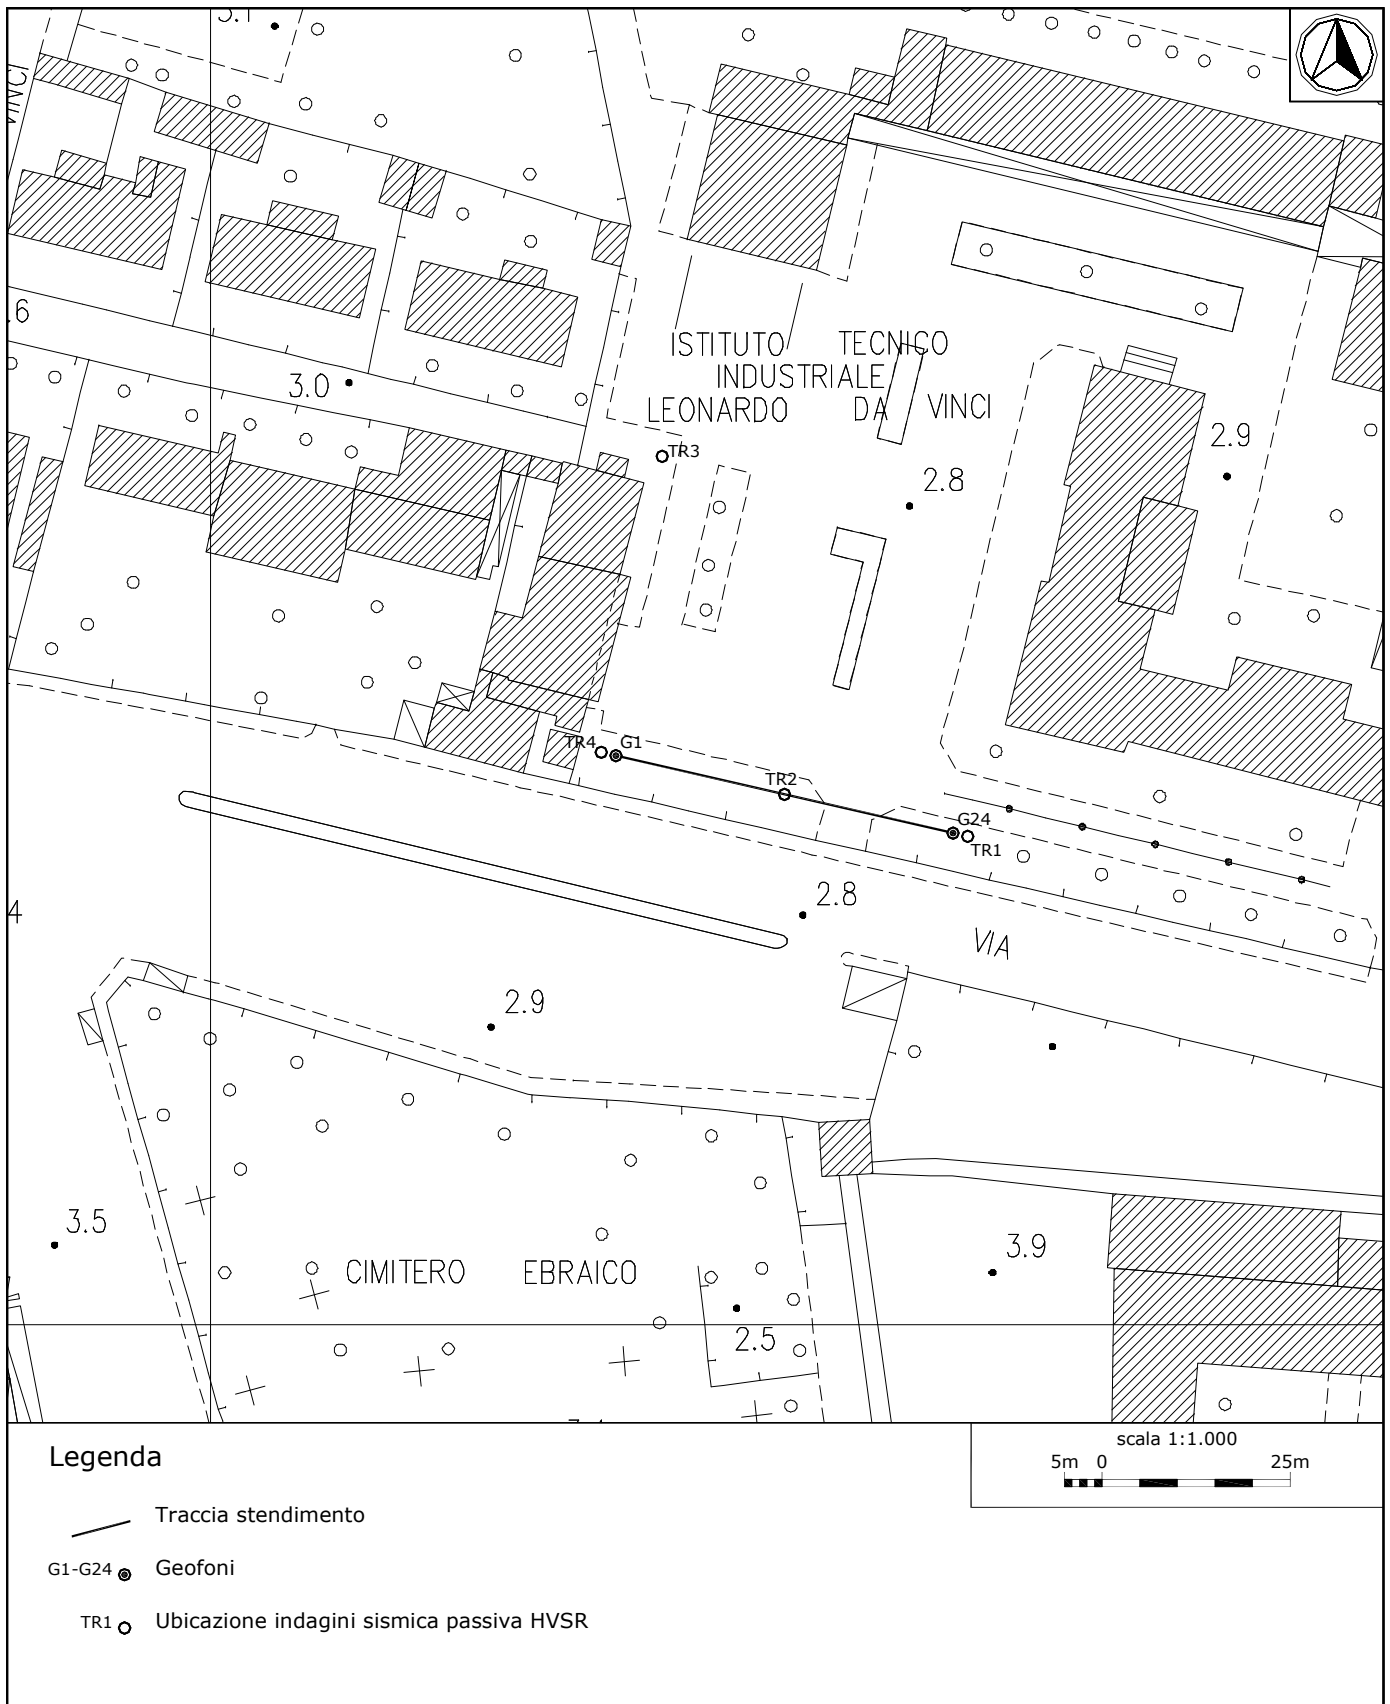 VINCI
3.0
ISTITUTO TECNICO
INDUSTRIALE
LEONARDO DA VINCI
2.9
TR3
2.8
TR4
G1
TR2
G24
TR1
2.8
VIA
2.9
3.5
3.9
CIMITERO EBRAICO
2.5
Legenda
scala 1:1.000
5m 0 25m
Traccia stendimento
G1-G24 Geofoni
TR1 Ubicazione indagini sismica passiva HVSR